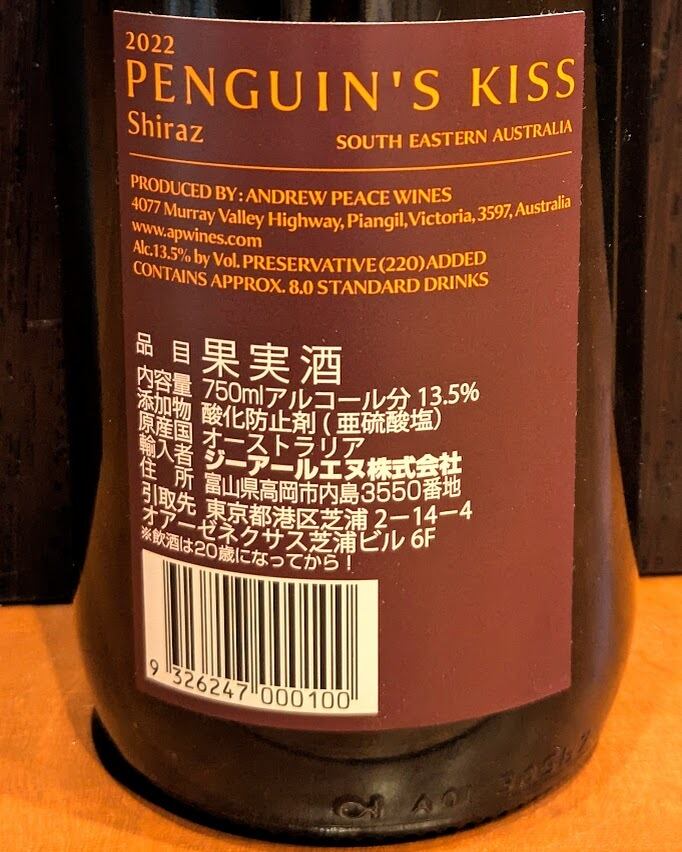 2022
PENGUIN'S KISS
Shiraz
SOUTH EASTERN AUSTRALIA
PRODUCED BY: ANDREW PEACE WINES
4077 Murray Valley Highway, Piangil, Victoria, 3597, Australia
www.apwines.com
Alc.13.5% by Vol. PRESERVATIVE (220) ADDED
CONTAINS APPROX. 8.0 STANDARD DRINKS
品 目 果実酒
内容量 750mlアルコール分 13.5%
添加物 酸化防止剤 (亜硫酸塩)
原産国 オーストラリア
輸入者 ジーアールエヌ株式会社
住 所 富山県高岡市内島3550番地
引取先 東京都港区芝浦 2-14-4
オアーゼネクサス芝浦ビル 6F
※飲酒は20歳になってから!
9 326247 000100